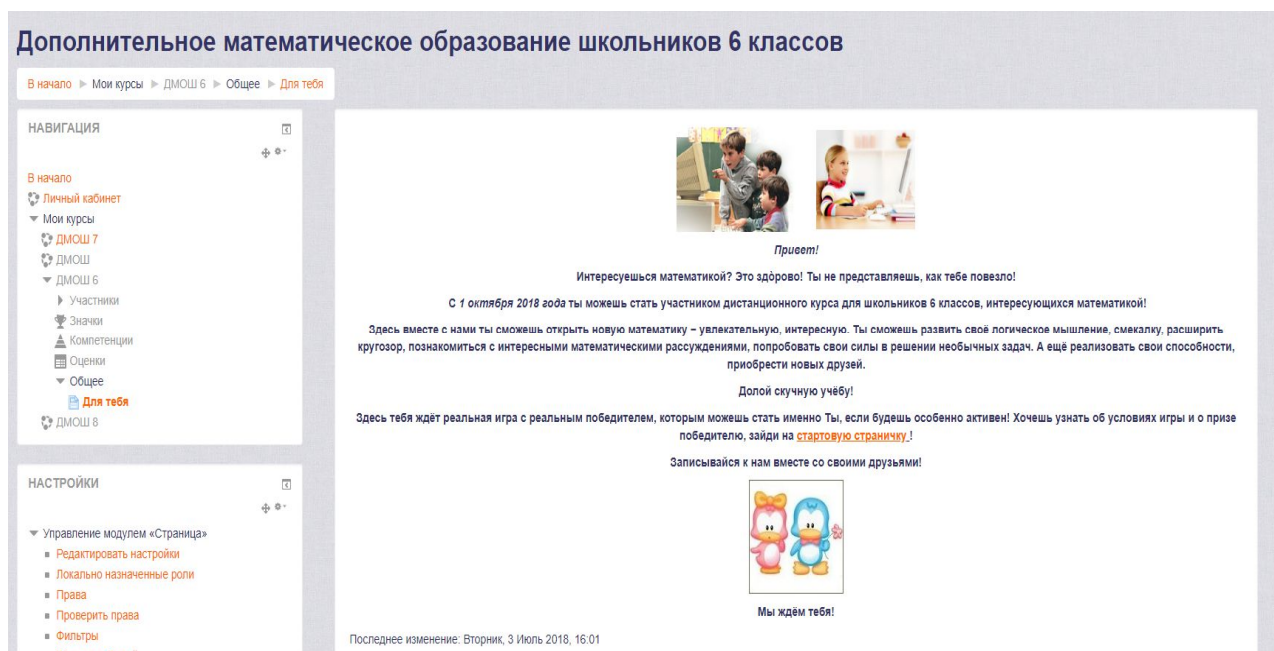 Дополнительное математическое образование школьников 6 классов
В начало ▶ Мои курсы ▶ ДМОШ 6 ▶ Общее ▶ Для тебя
НАВИГАЦИЯ
В начало
Личный кабинет
Мои курсы
ДМОШ 7
ДМОШ
ДМОШ 6
Участники
Значки
Компетенции
Оценки
Общее
Для тебя
ДМОШ 8
НАСТРОЙКИ
Управление модулем «Страница»
Редактировать настройки
Локально назначенные роли
Права
Проверить права
Фильтры
Привет!
Интересуешься математикой? Это здо̀рово! Ты не представляешь, как тебе повезло!
С 1 октября 2018 года ты можешь стать участником дистанционного курса для школьников 6 классов, интересующихся математикой!
Здесь вместе с нами ты сможешь открыть новую математику – увлекательную, интересную. Ты сможешь развить своё логическое мышление, смекалку, расширить
кругозор, познакомиться с интересными математическими рассуждениями, попробовать свои силы в решении необычных задач. А ещё реализовать свои способности,
приобрести новых друзей.
Долой скучную учёбу!
Здесь тебя ждёт реальная игра с реальным победителем, которым можешь стать именно Ты, если будешь особенно активен! Хочешь узнать об условиях игры и о призе
победителю, зайди на стартовую страничку !
Записывайся к нам вместе со своими друзьями!
Мы ждём тебя!
Последнее изменение: Вторник, 3 Июль 2018, 16:01